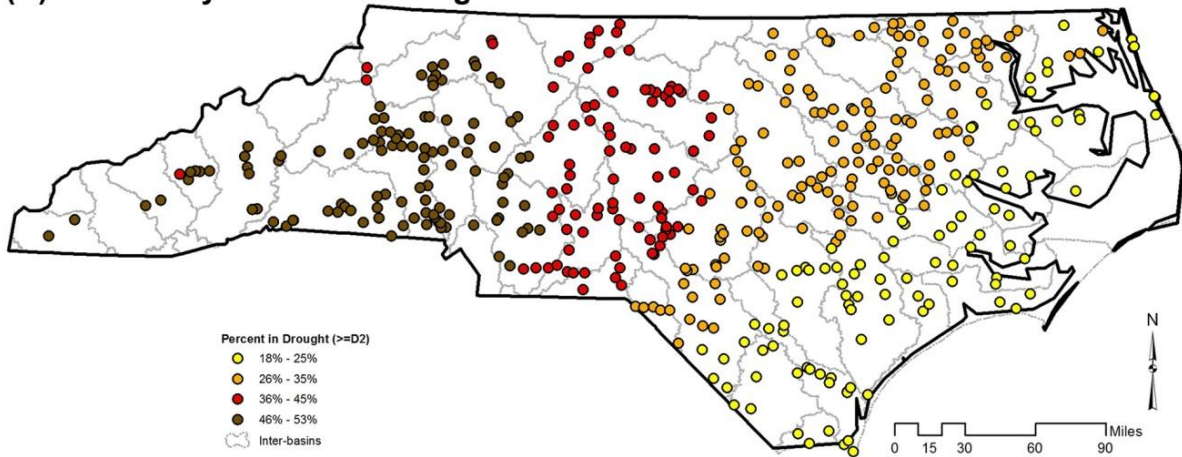 Percent in Drought (>=D2)
18% - 25%
26% - 35%
36% - 45%
46% - 53%
Inter-basins
N
Miles
0 15 30 60 90